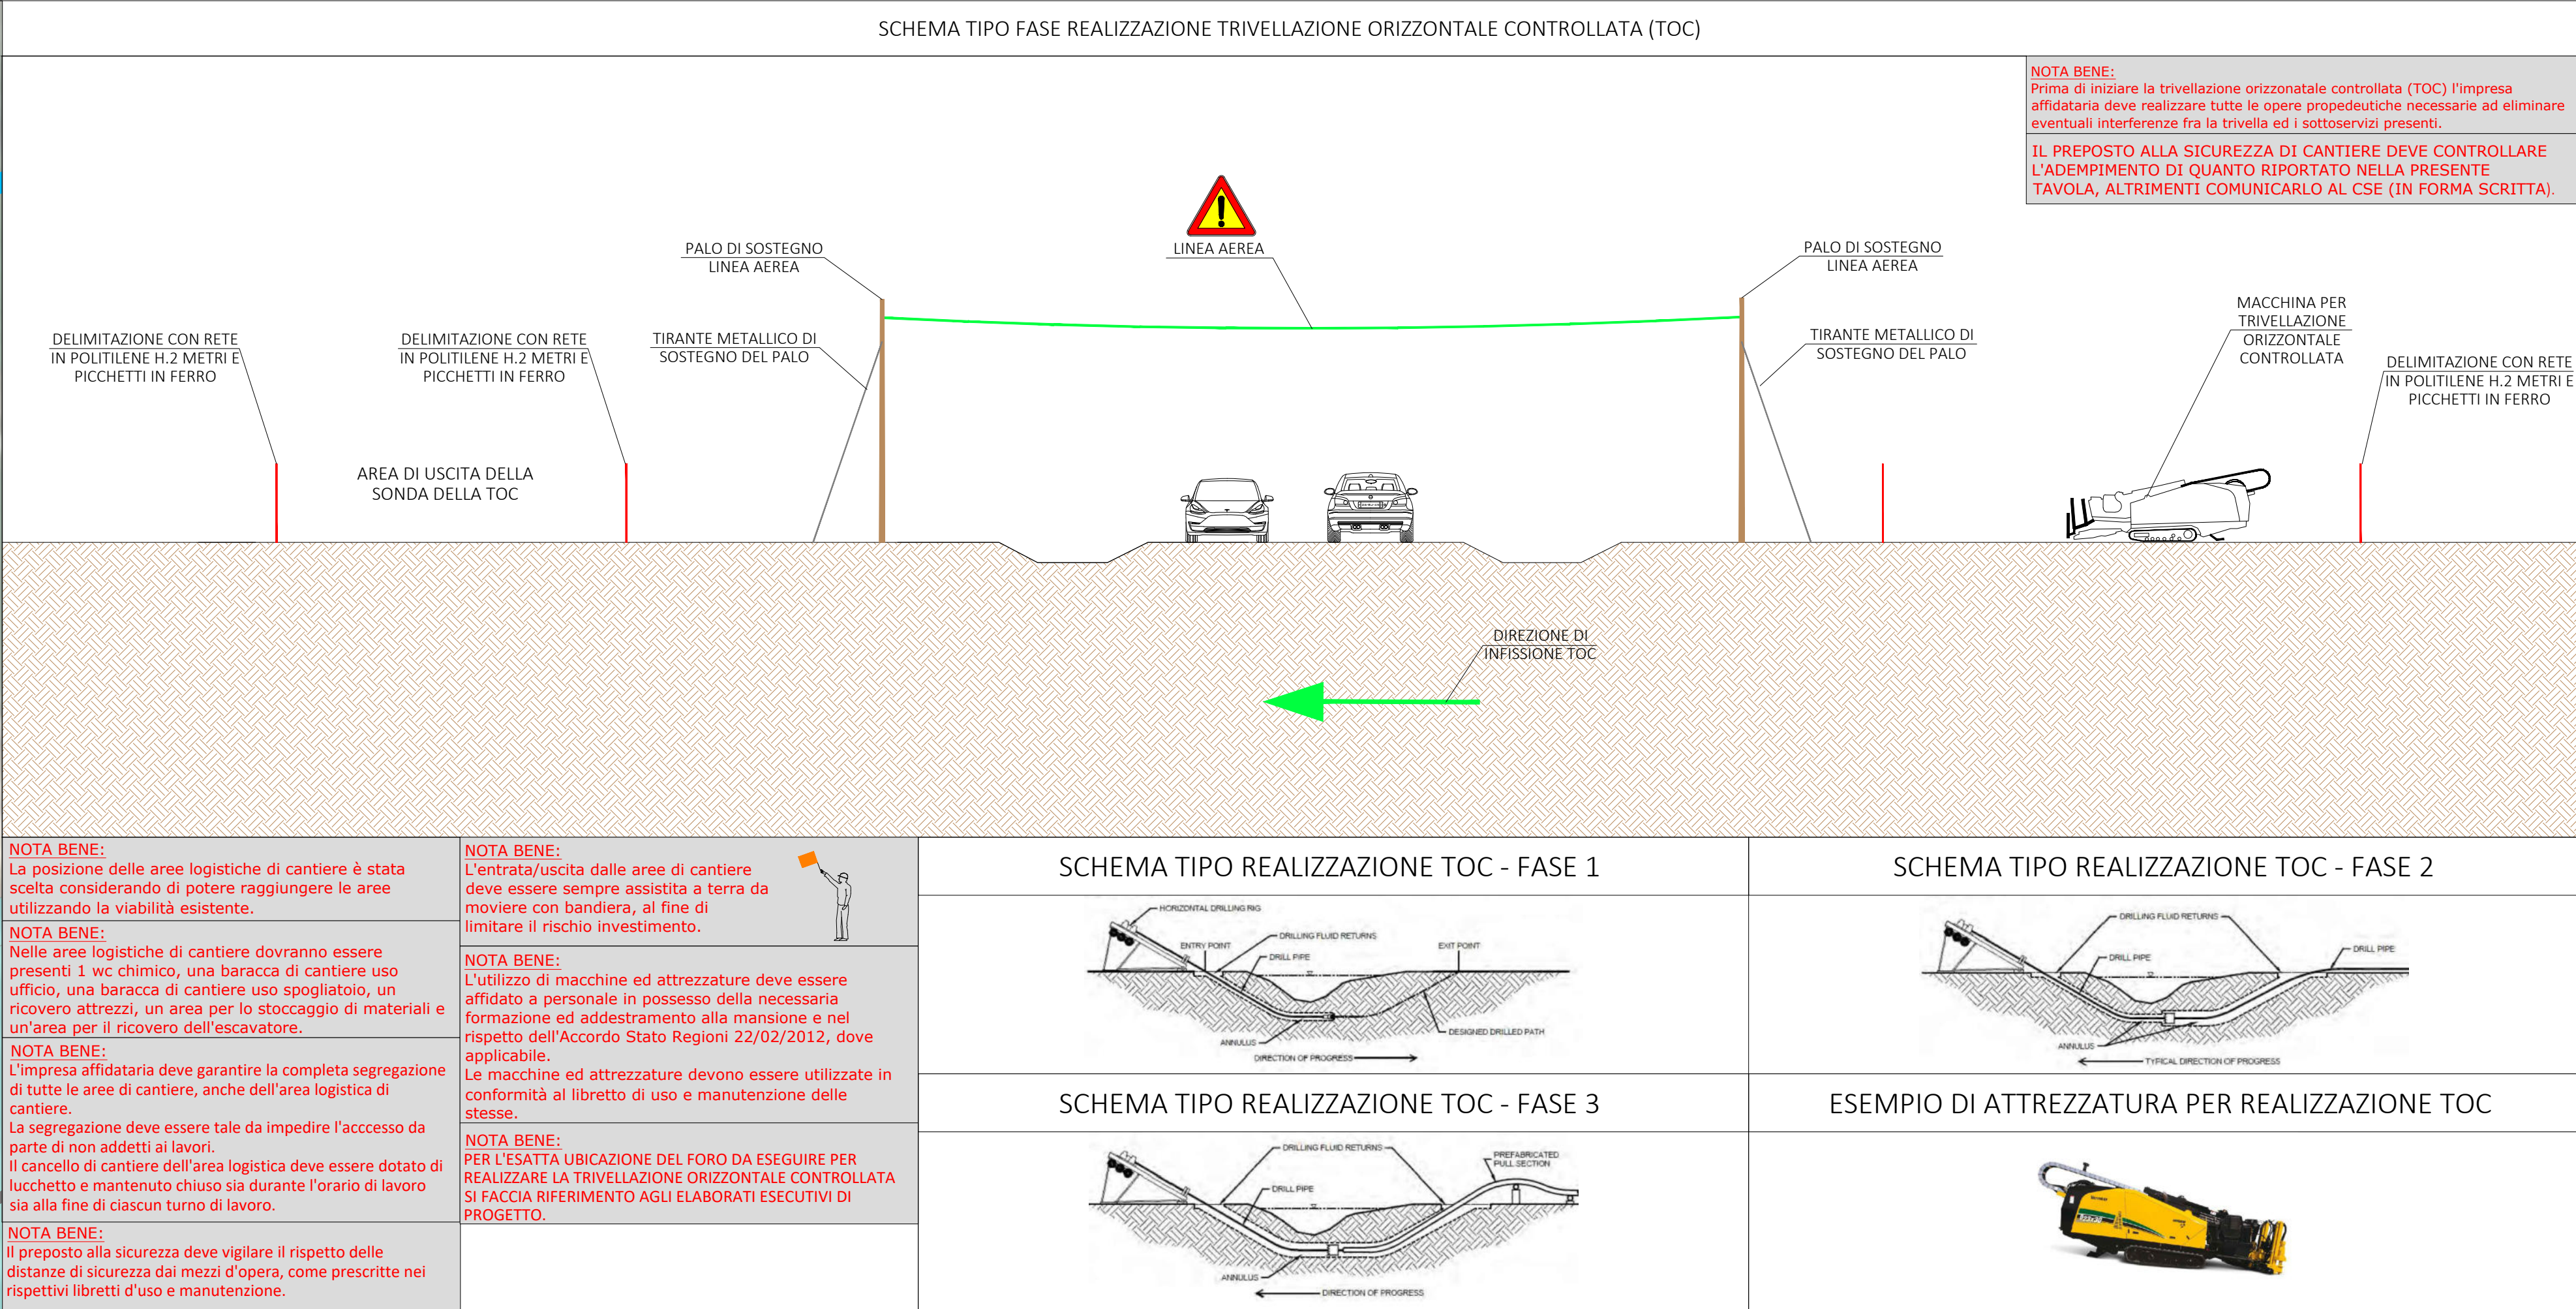 SCHEMA TIPO FASE REALIZZAZIONE TRIVELLAZIONE ORIZZONTALE CONTROLLATA (TOC)
NOTA BENE:
Prima di iniziare la trivellazione orizzonatale controllata (TOC) l'impresa
affidataria deve realizzare tutte le opere propedeutiche necessarie ad eliminare
eventuali interferenze fra la trivella ed i sottoservizi presenti.
IL PREPOSTO ALLA SICUREZZA DI CANTIERE DEVE CONTROLLARE
L'ADEMPIMENTO DI QUANTO RIPORTATO NELLA PRESENTE
TAVOLA, ALTRIMENTI COMUNICARLO AL CSE (IN FORMA SCRITTA).
PALO DI SOSTEGNO
LINEA AEREA
LINEA AEREA
PALO DI SOSTEGNO
LINEA AEREA
DELIMITAZIONE CON RETE
IN POLITILENE H.2 METRI E
PICCHETTI IN FERRO
DELIMITAZIONE CON RETE
IN POLITILENE H.2 METRI E
PICCHETTI IN FERRO
TIRANTE METALLICO DI
SOSTEGNO DEL PALO
TIRANTE METALLICO DI
SOSTEGNO DEL PALO
MACCHINA PER
TRIVELLAZIONE
ORIZZONTALE
CONTROLLATA
DELIMITAZIONE CON RETE
IN POLITILENE H.2 METRI E
PICCHETTI IN FERRO
AREA DI USCITA DELLA
SONDA DELLA TOC
DIREZIONE DI
INFISSIONE TOC
NOTA BENE:
La posizione delle aree logistiche di cantiere è stata
scelta considerando di potere raggiungere le aree
utilizzando la viabilità esistente.
NOTA BENE:
Nelle aree logistiche di cantiere dovranno essere
presenti 1 wc chimico, una baracca di cantiere uso
ufficio, una baracca di cantiere uso spogliatoio, un
ricovero attrezzi, un area per lo stoccaggio di materiali e
un'area per il ricovero dell'escavatore.
NOTA BENE:
L'impresa affidataria deve garantire la completa segregazione
di tutte le aree di cantiere, anche dell'area logistica di
cantiere.
La segregazione deve essere tale da impedire l'acccesso da
parte di non addetti ai lavori.
Il cancello di cantiere dell'area logistica deve essere dotato di
lucchetto e mantenuto chiuso sia durante l'orario di lavoro
sia alla fine di ciascun turno di lavoro.
NOTA BENE:
Il preposto alla sicurezza deve vigilare il rispetto delle
distanze di sicurezza dai mezzi d'opera, come prescritte nei
rispettivi libretti d'uso e manutenzione.
NOTA BENE:
L'entrata/uscita dalle aree di cantiere
deve essere sempre assistita a terra da
moviere con bandiera, al fine di
limitare il rischio investimento.
NOTA BENE:
L'utilizzo di macchine ed attrezzature deve essere
affidato a personale in possesso della necessaria
formazione ed addestramento alla mansione e nel
rispetto dell'Accordo Stato Regioni 22/02/2012, dove
applicabile.
Le macchine ed attrezzature devono essere utilizzate in
conformità al libretto di uso e manutenzione delle
stesse.
NOTA BENE:
PER L'ESATTA UBICAZIONE DEL FORO DA ESEGUIRE PER
REALIZZARE LA TRIVELLAZIONE ORIZZONTALE CONTROLLATA
SI FACCIA RIFERIMENTO AGLI ELABORATI ESECUTIVI DI
PROGETTO.
SCHEMA TIPO REALIZZAZIONE TOC - FASE 1
HORIZONTAL DRILLING RIG
ENTRY POINT
DRILLING FLUID RETURNS
EXIT POINT
DRILL PIPE
DESIGNED DRILLED PATH
ANNULUS
DIRECTION OF PROGRESS
SCHEMA TIPO REALIZZAZIONE TOC - FASE 2
DRILLING FLUID RETURNS
DRILL PIPE
DRILL PIPE
ANNULUS
TYPICAL DIRECTION OF PROGRESS
SCHEMA TIPO REALIZZAZIONE TOC - FASE 3
DRILLING FLUID RETURNS
PREFABRICATED
PULL SECTION
DRILL PIPE
ANNULUS
DIRECTION OF PROGRESS
ESEMPIO DI ATTREZZATURA PER REALIZZAZIONE TOC